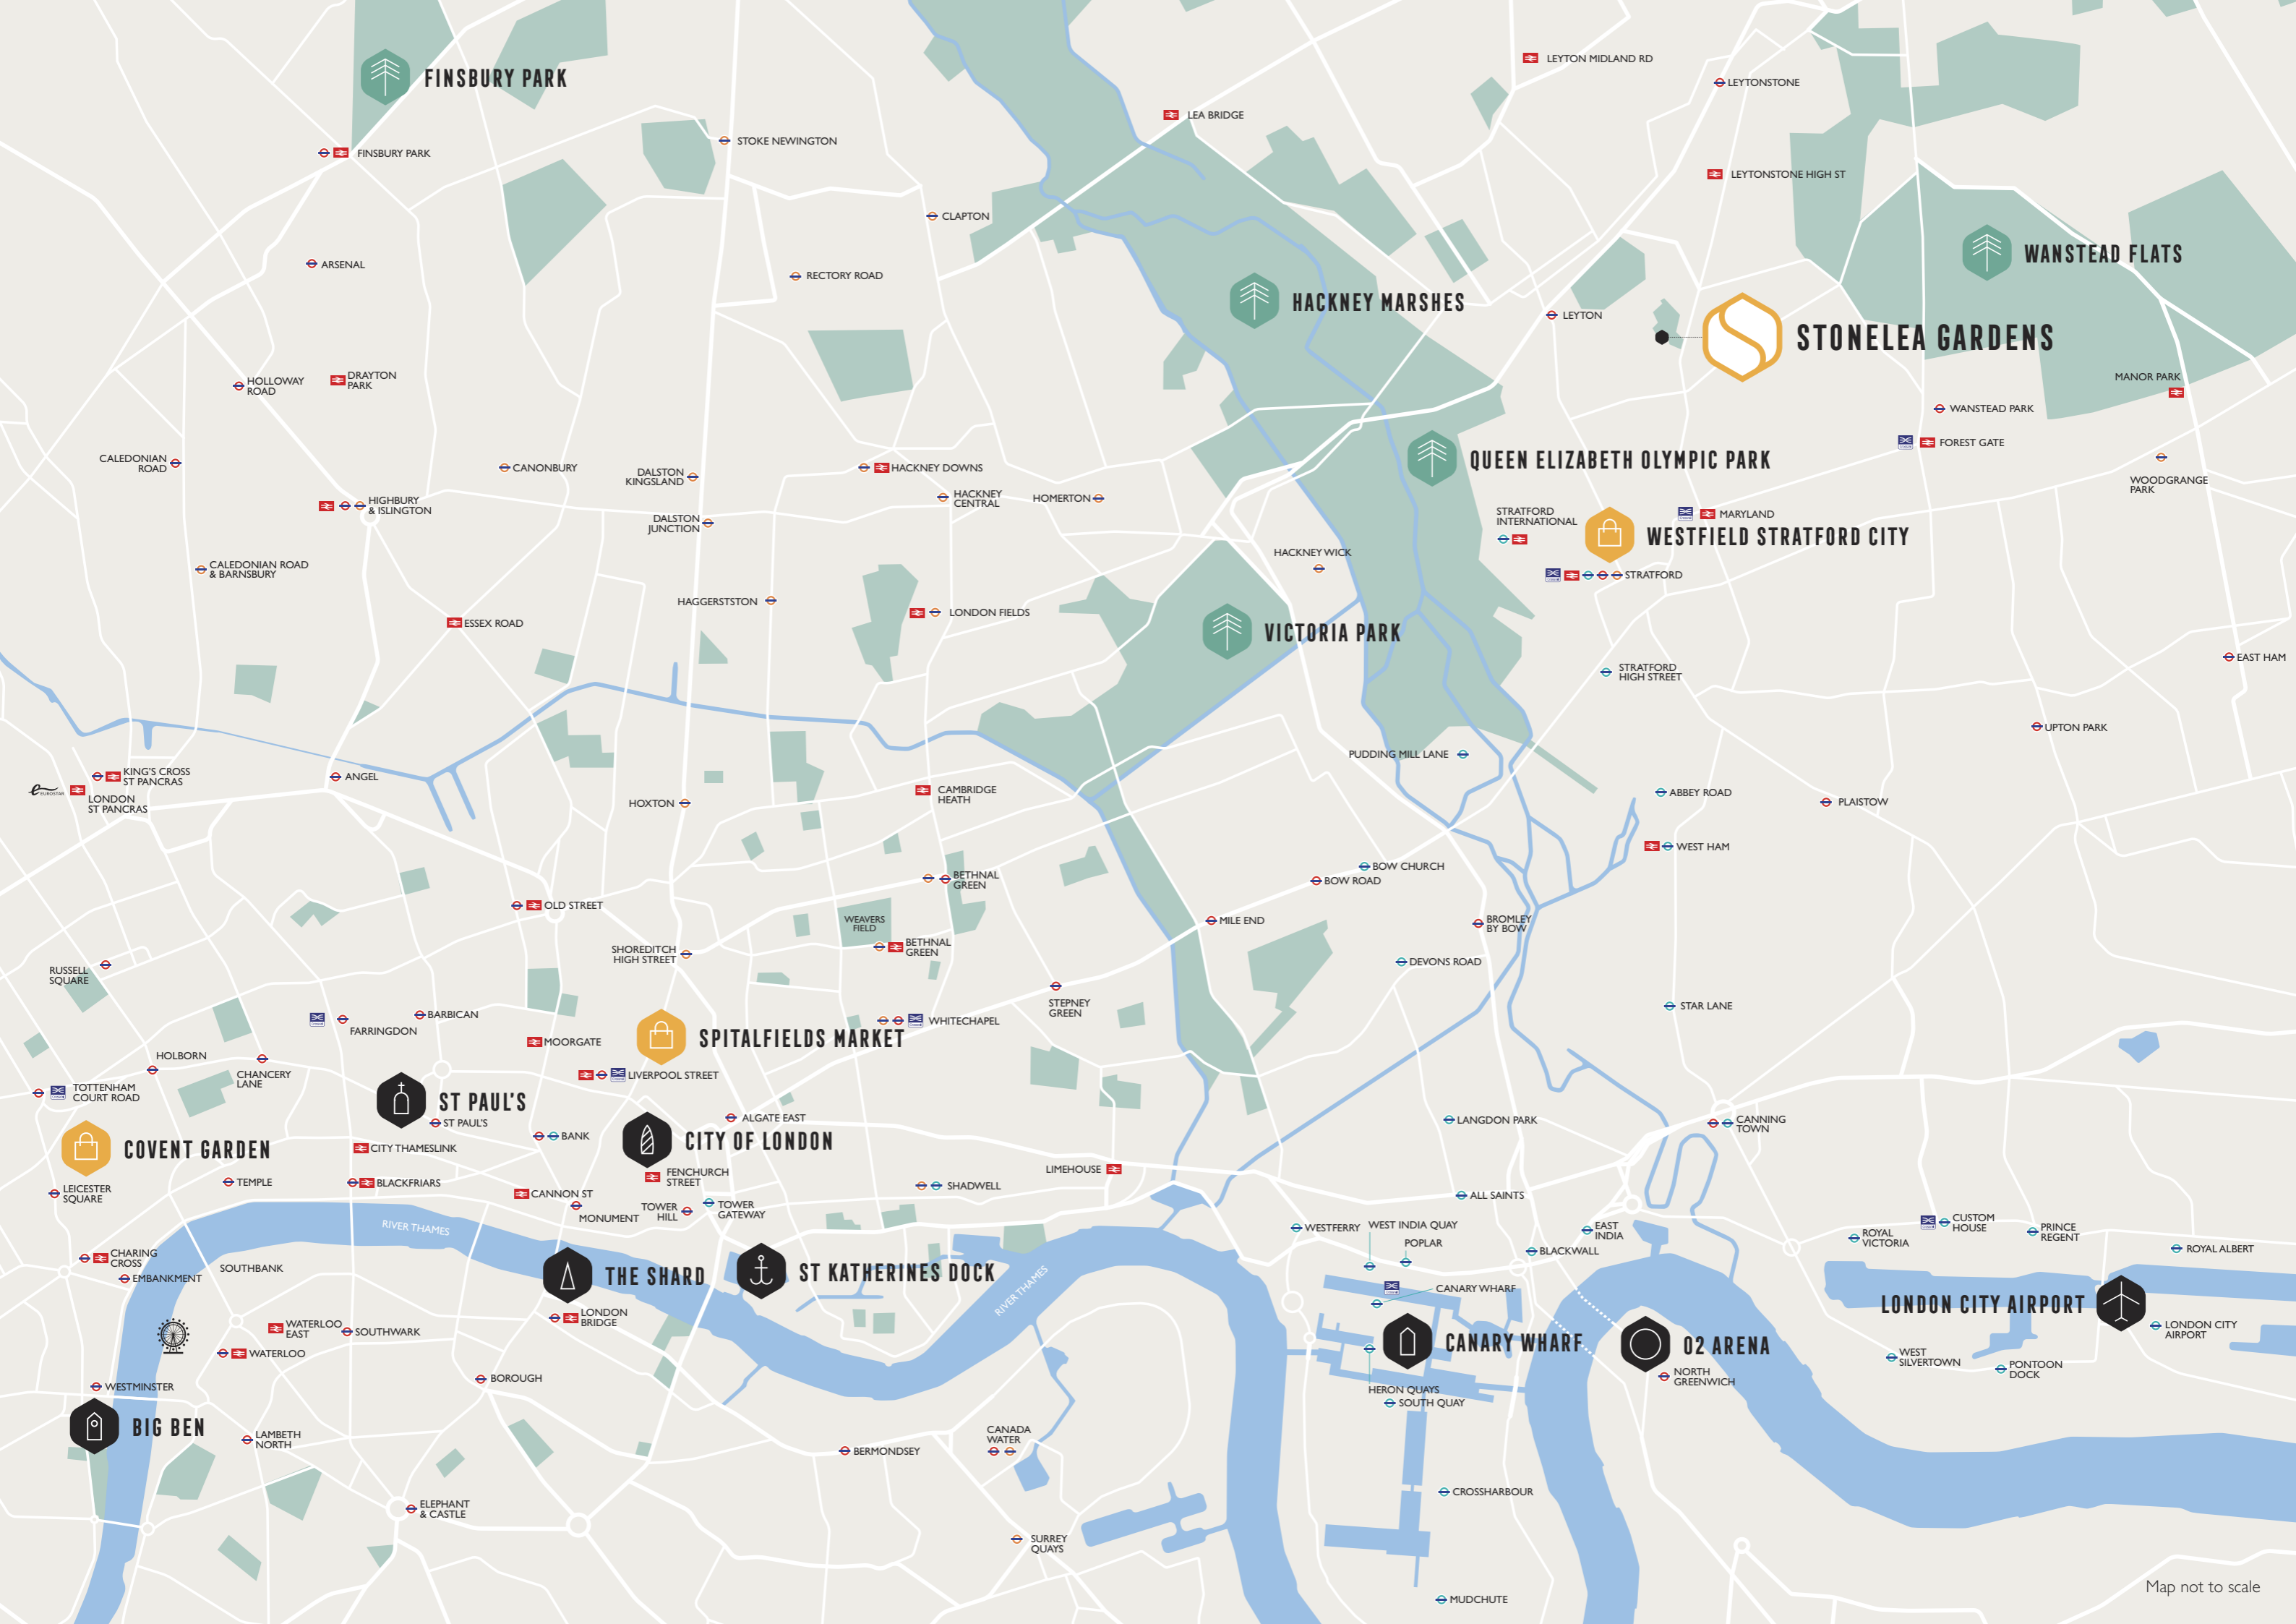 FINSBURY PARK
LEYTON MIDLAND RD
LEYTONSTONE
LEA BRIDGE
STOKE NEWINGTON
FINSBURY PARK
LEYTONSTONE HIGH ST
CLAPTON
WANSTEAD FLATS
ARSENAL
RECTORY ROAD
HACKNEY MARSHES
LEYTON
STONELEA GARDENS
HOLLOWAY
ROAD
DRAYTON
PARK
MANOR PARK
WANSTEAD PARK
FOREST GATE
CALEDONIAN
ROAD
CANONBURY
DALSTON
KINGSLAND
HACKNEY DOWNS
QUEEN ELIZABETH OLYMPIC PARK
WOODGRANGE
PARK
HIGHBURY
& ISLINGTON
HACKNEY
CENTRAL
HOMERTON
DALSTON
JUNCTION
STRATFORD
INTERNATIONAL
MARYLAND
WESTFIELD STRATFORD CITY
HACKNEY WICK
CALEDONIAN ROAD
& BARNSBURY
STRATFORD
HAGGERSTSTON
LONDON FIELDS
ESSEX ROAD
VICTORIA PARK
EAST HAM
STRATFORD
HIGH STREET
UPTON PARK
PUDDING MILL LANE
KING'S CROSS
ST PANCRAS
EUROSTAR
LONDON
ST PANCRAS
ANGEL
HOXTON
CAMBRIDGE
HEATH
ABBEY ROAD
PLAISTOW
WEST HAM
BOW CHURCH
BOW ROAD
BETHNAL
GREEN
OLD STREET
WEAVERS
FIELD
MILE END
BROMLEY
BY BOW
SHOREDITCH
HIGH STREET
BETHNAL
GREEN
DEVONS ROAD
RUSSELL
SQUARE
STEPNEY
GREEN
STAR LANE
BARBICAN
FARRINGDON
WHITECHAPEL
SPITALFIELDS MARKET
MOORGATE
HOLBORN
CHANCERY
LANE
LIVERPOOL STREET
TOTTENHAM
COURT ROAD
ST PAUL'S
ST PAUL'S
ALGATE EAST
LANGDON PARK
CANNING
TOWN
BANK
CITY OF LONDON
COVENT GARDEN
CITY THAMESLINK
LIMEHOUSE
FENCHURCH
STREET
TEMPLE
BLACKFRIARS
LEICESTER
SQUARE
CANNON ST
SHADWELL
ALL SAINTS
MONUMENT
TOWER
HILL
TOWER
GATEWAY
RIVER THAMES
WESTFERRY
WEST INDIA QUAY
POPLAR
EAST
INDIA
BLACKWALL
ROYAL
VICTORIA
CUSTOM
HOUSE
PRINCE
REGENT
ROYAL ALBERT
CHARING
CROSS
EMBANKMENT
SOUTHBANK
THE SHARD
ST KATHERINES DOCK
RIVER THAMES
CANARY WHARF
LONDON CITY AIRPORT
LONDON
BRIDGE
WATERLOO
EAST
SOUTHWARK
WATERLOO
LONDON CITY
AIRPORT
CANARY WHARF
O2 ARENA
WEST
SILVERTOWN
PONTOON
DOCK
NORTH
GREENWICH
WESTMINSTER
BOROUGH
HERON QUAYS
SOUTH QUAY
BIG BEN
LAMBETH
NORTH
BERMONDSEY
CANADA
WATER
CROSSHARBOUR
ELEPHANT
& CASTLE
SURREY
QUAYS
MUDCHUTE
Map not to scale